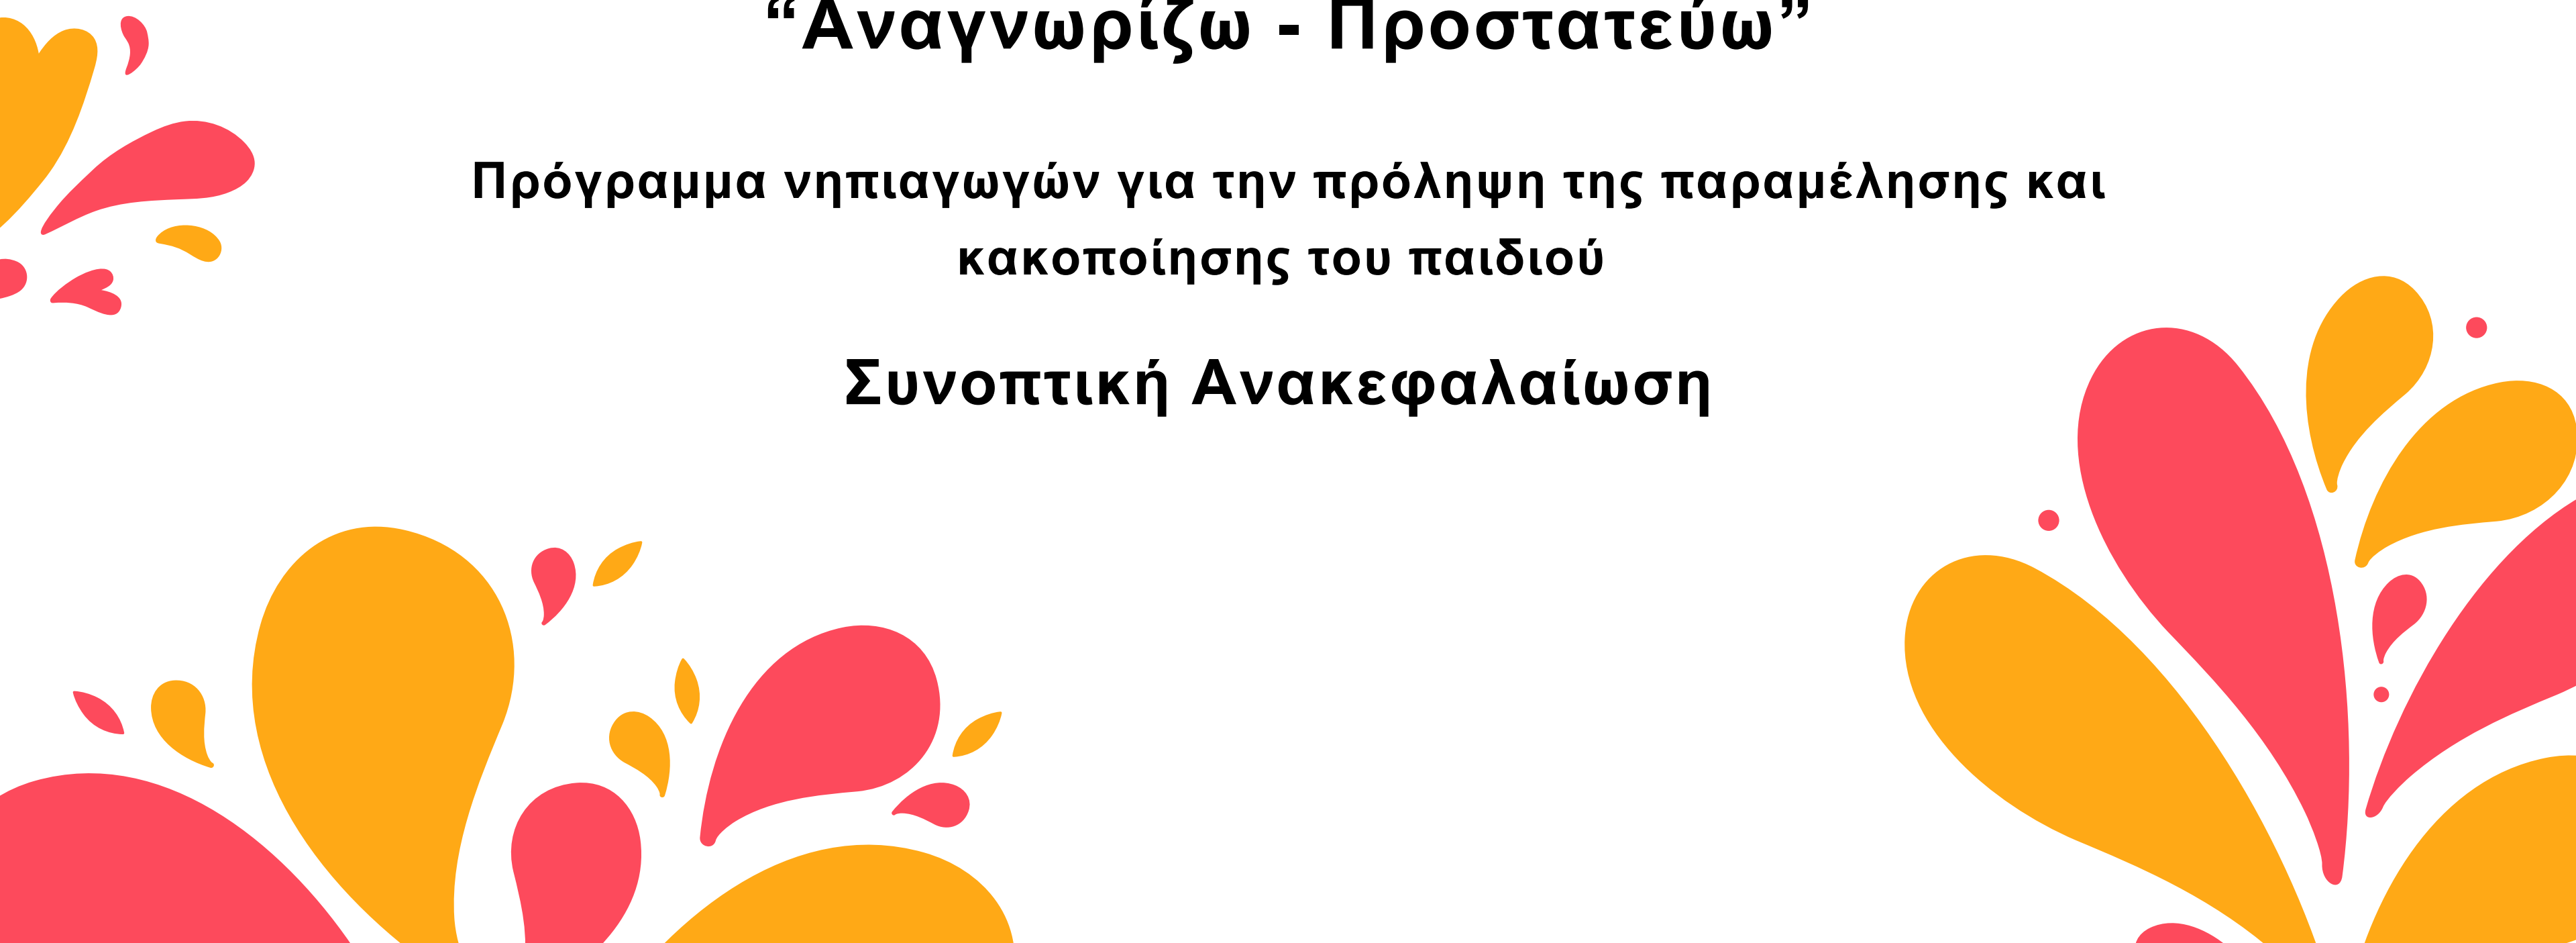 “Αναγνωρίζω - Προστατεύω”
Πρόγραμμα νηπιαγωγών για την πρόληψη της παραμέλησης και
κακοποίησης του παιδιού
Συνοπτική Ανακεφαλαίωση